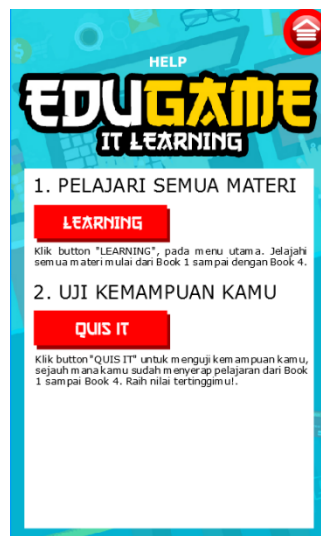 HELP
EDUGAME
IT LEARNING
1. PELAJARI SEMUA MATERI
LEARNING
Klik button "LEARNING", pada menu utama. Jelajahi
semua materi mulai dari Book 1 sampai dengan Book 4.
2. UJI KEMAMPUAN KAMU
QUIS IT
Klik button "QUIS IT" untuk menguji kemampuan kamu,
sejauh mana kamu sudah menyerap pelajaran dari Book
1 sampai Book 4. Raih nilai tertinggimu!.